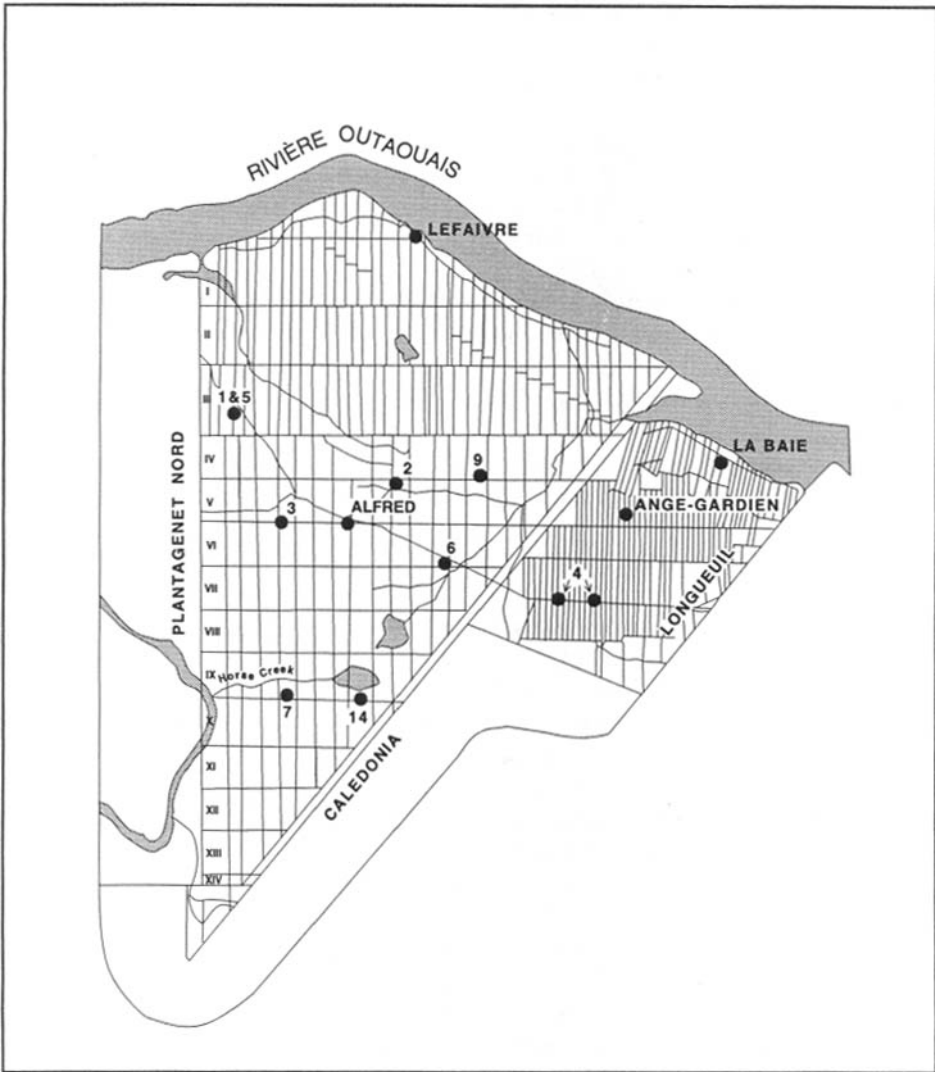 RIVIÈRE OUTAOUAIS
LEFAIVRE
I
II
III
1 & 5
PLANTAGENET NORD
LA BAIE
IV
2
9
V
3
ALFRED
ANGE-GARDIEN
VI
6
4
VII
LONGUEUIL
VIII
IX
Horse Creek
7
14
X
CALEDONIA
XI
XII
XIII
XIV